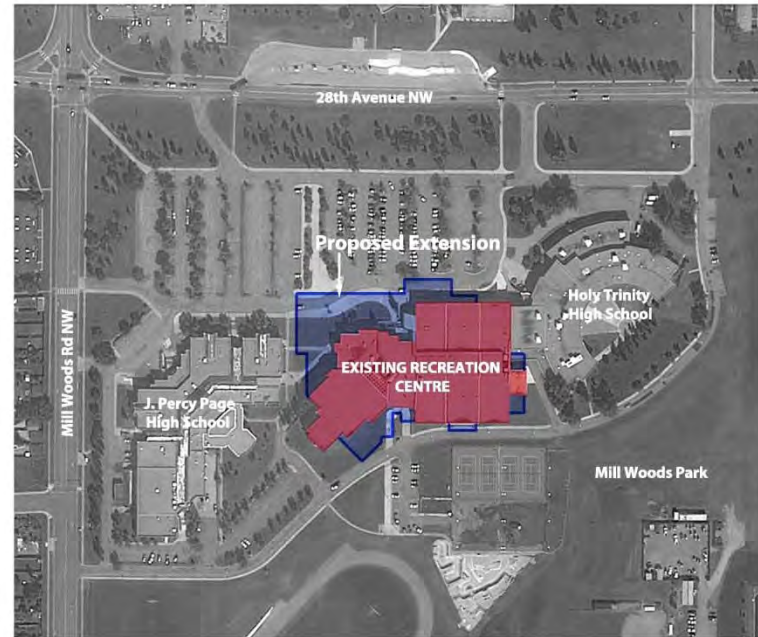 28th Avenue NW
Proposed Extension
Holy Trinity
High School
EXISTING RECREATION
CENTRE
Mill Woods Rd NW
J. Percy Page
High School
Mill Woods Park